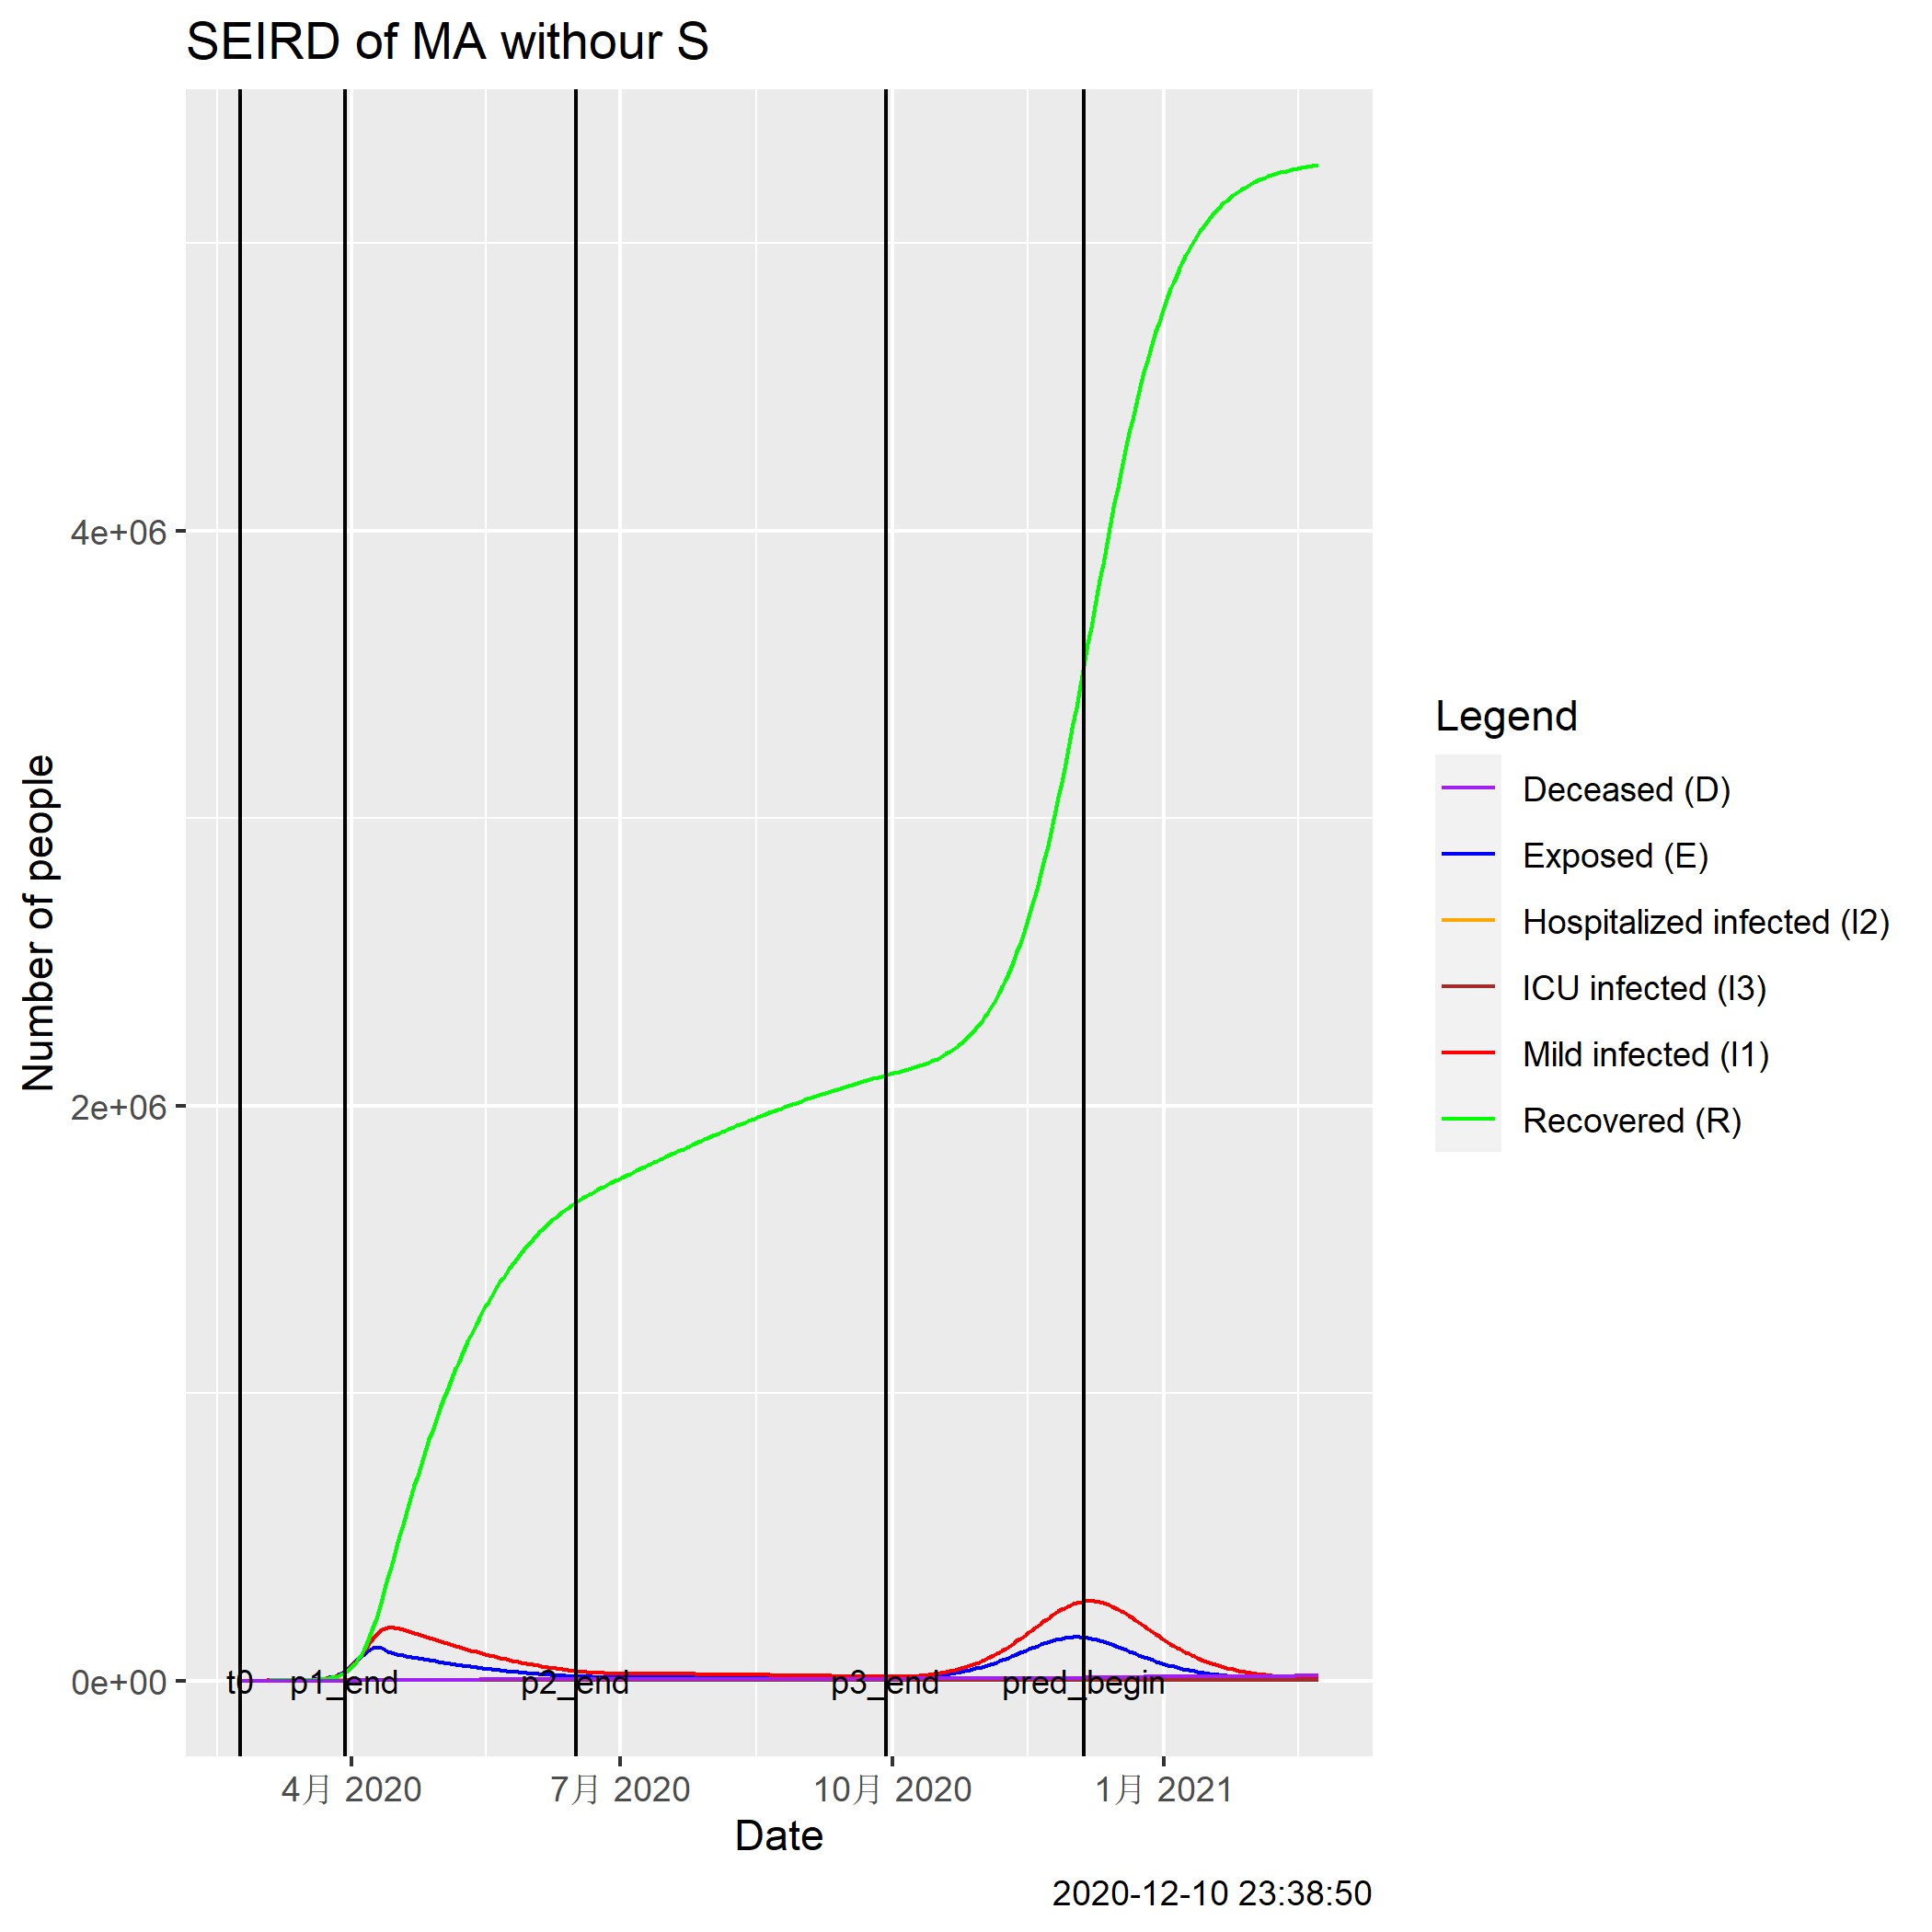 SEIRD of MA withour S
Number of people
4e+06
2e+06
0e+00
t0
p1_end
p2_end
p3_end
pred_begin
4月 2020
7月 2020
10月 2020
1月 2021
Date
2020-12-10 23:38:50
Legend
Deceased (D)
Exposed (E)
Hospitalized infected (I2)
ICU infected (I3)
Mild infected (I1)
Recovered (R)